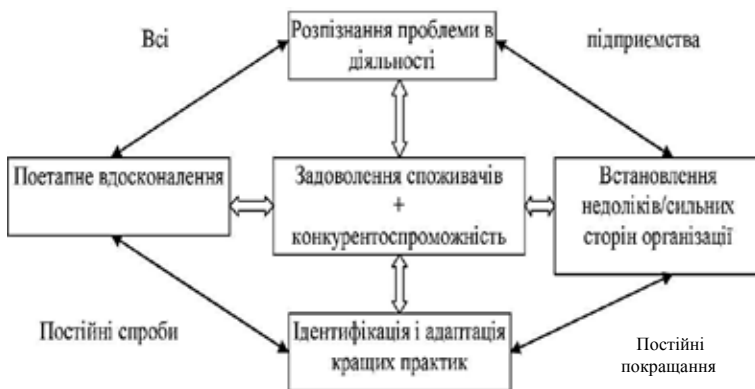 Всі
Розпізнання проблеми в
діяльності
підприємства
Поетапне вдосконалення
Задоволення споживачів
+
конкурентоспроможність
Встановлення
недоліків/сильних
сторін організації
Постійні спроби
Ідентифікація і адаптація
кращих практик
Постійні
покращання